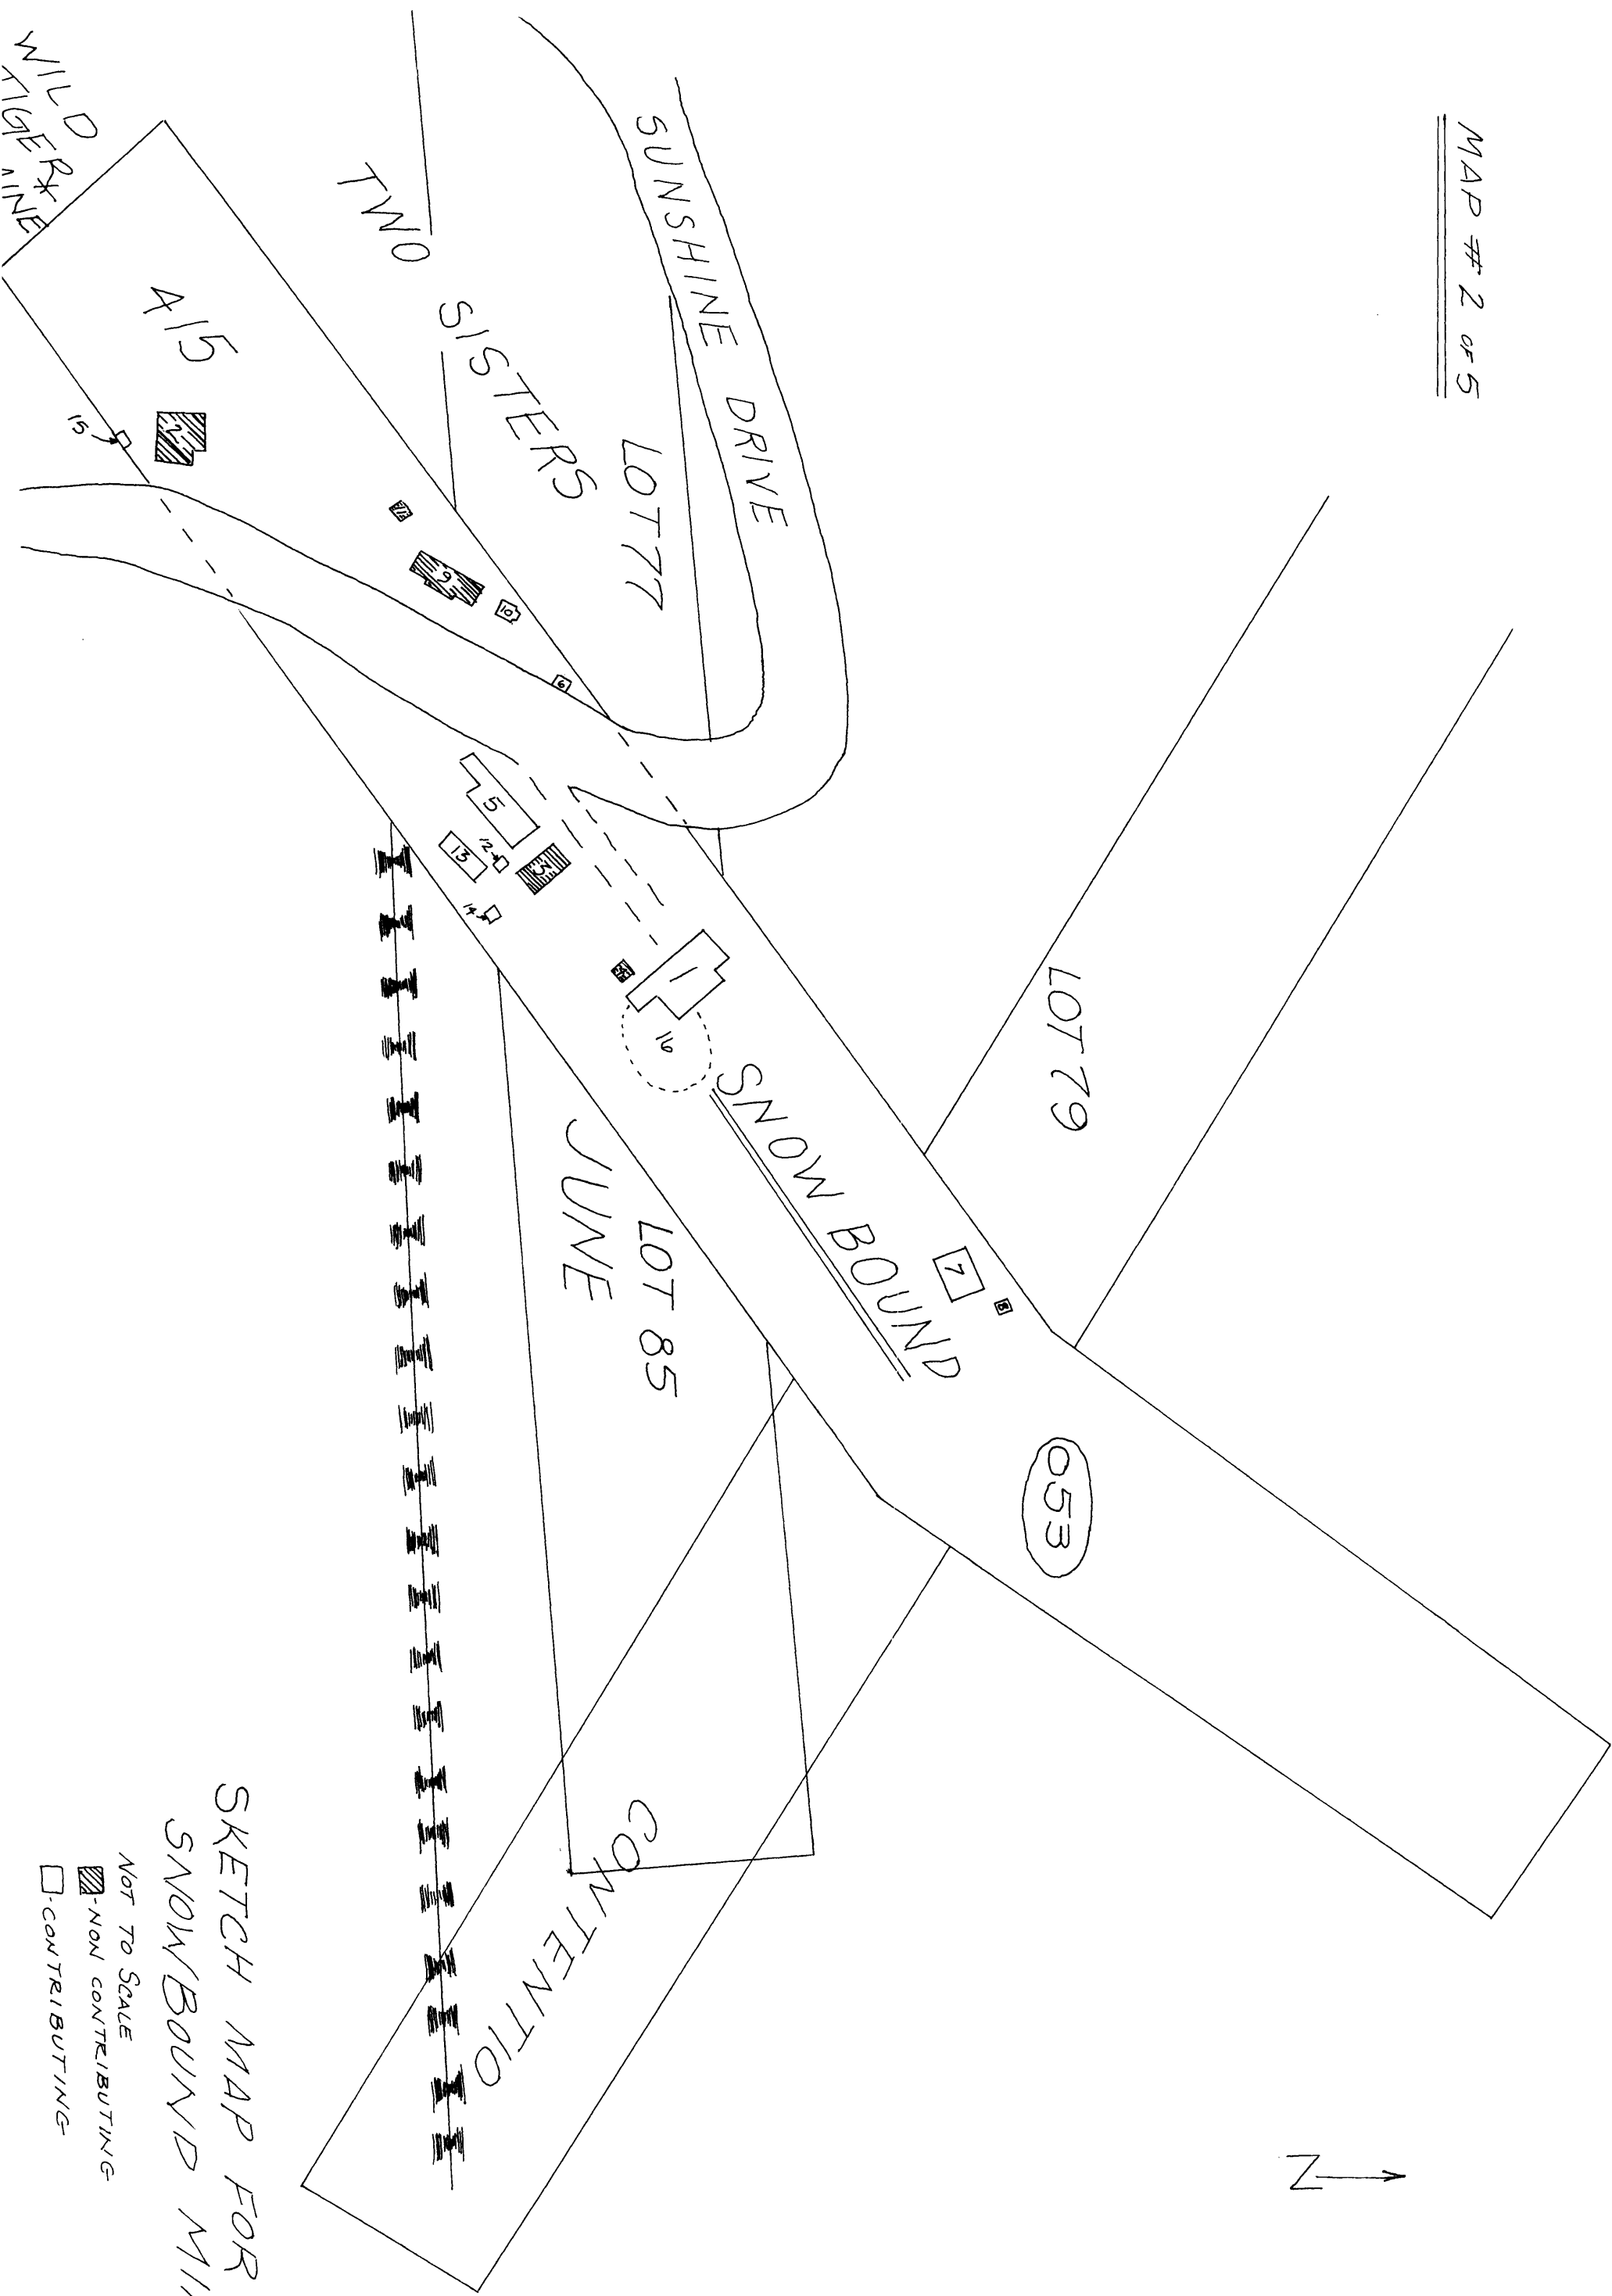 MAP # 2 OF 5
N
SUNSHINE DRIVE
LOT 79
LOT 77
TWO SISTERS
SNOW BOUND
053
LOT 85
JUNE
CONTENTIO
WILD
TIGER
A15
15
2
9
10
6
5
3
12
13
14
1
16
7
8
SKETCH MAP FOR
SNOWBOUND
NOT TO SCALE
- NON CONTRIBUTING
- CONTRIBUTING